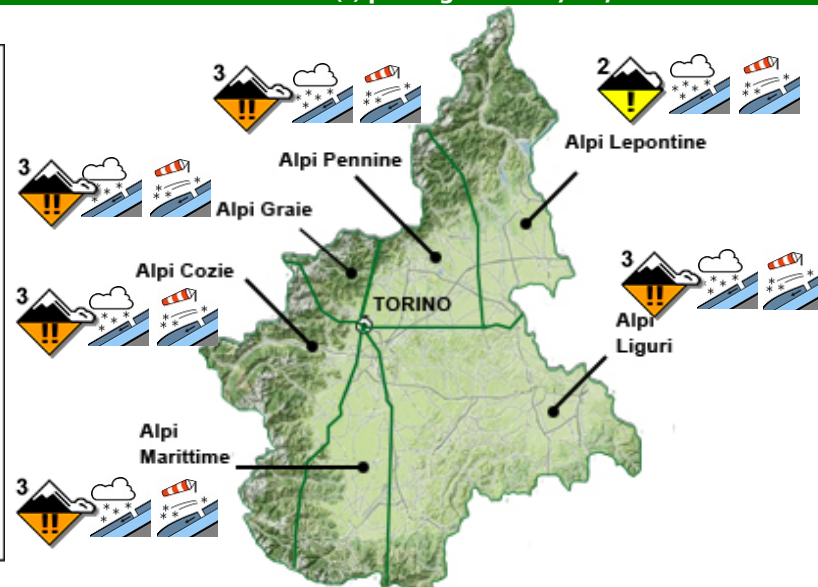 3
2
Alpi Lepontine
Alpi Pennine
3
Alpi Graie
3
Alpi Cozie
3
TORINO
Alpi
Liguri
Alpi
Marittime
3